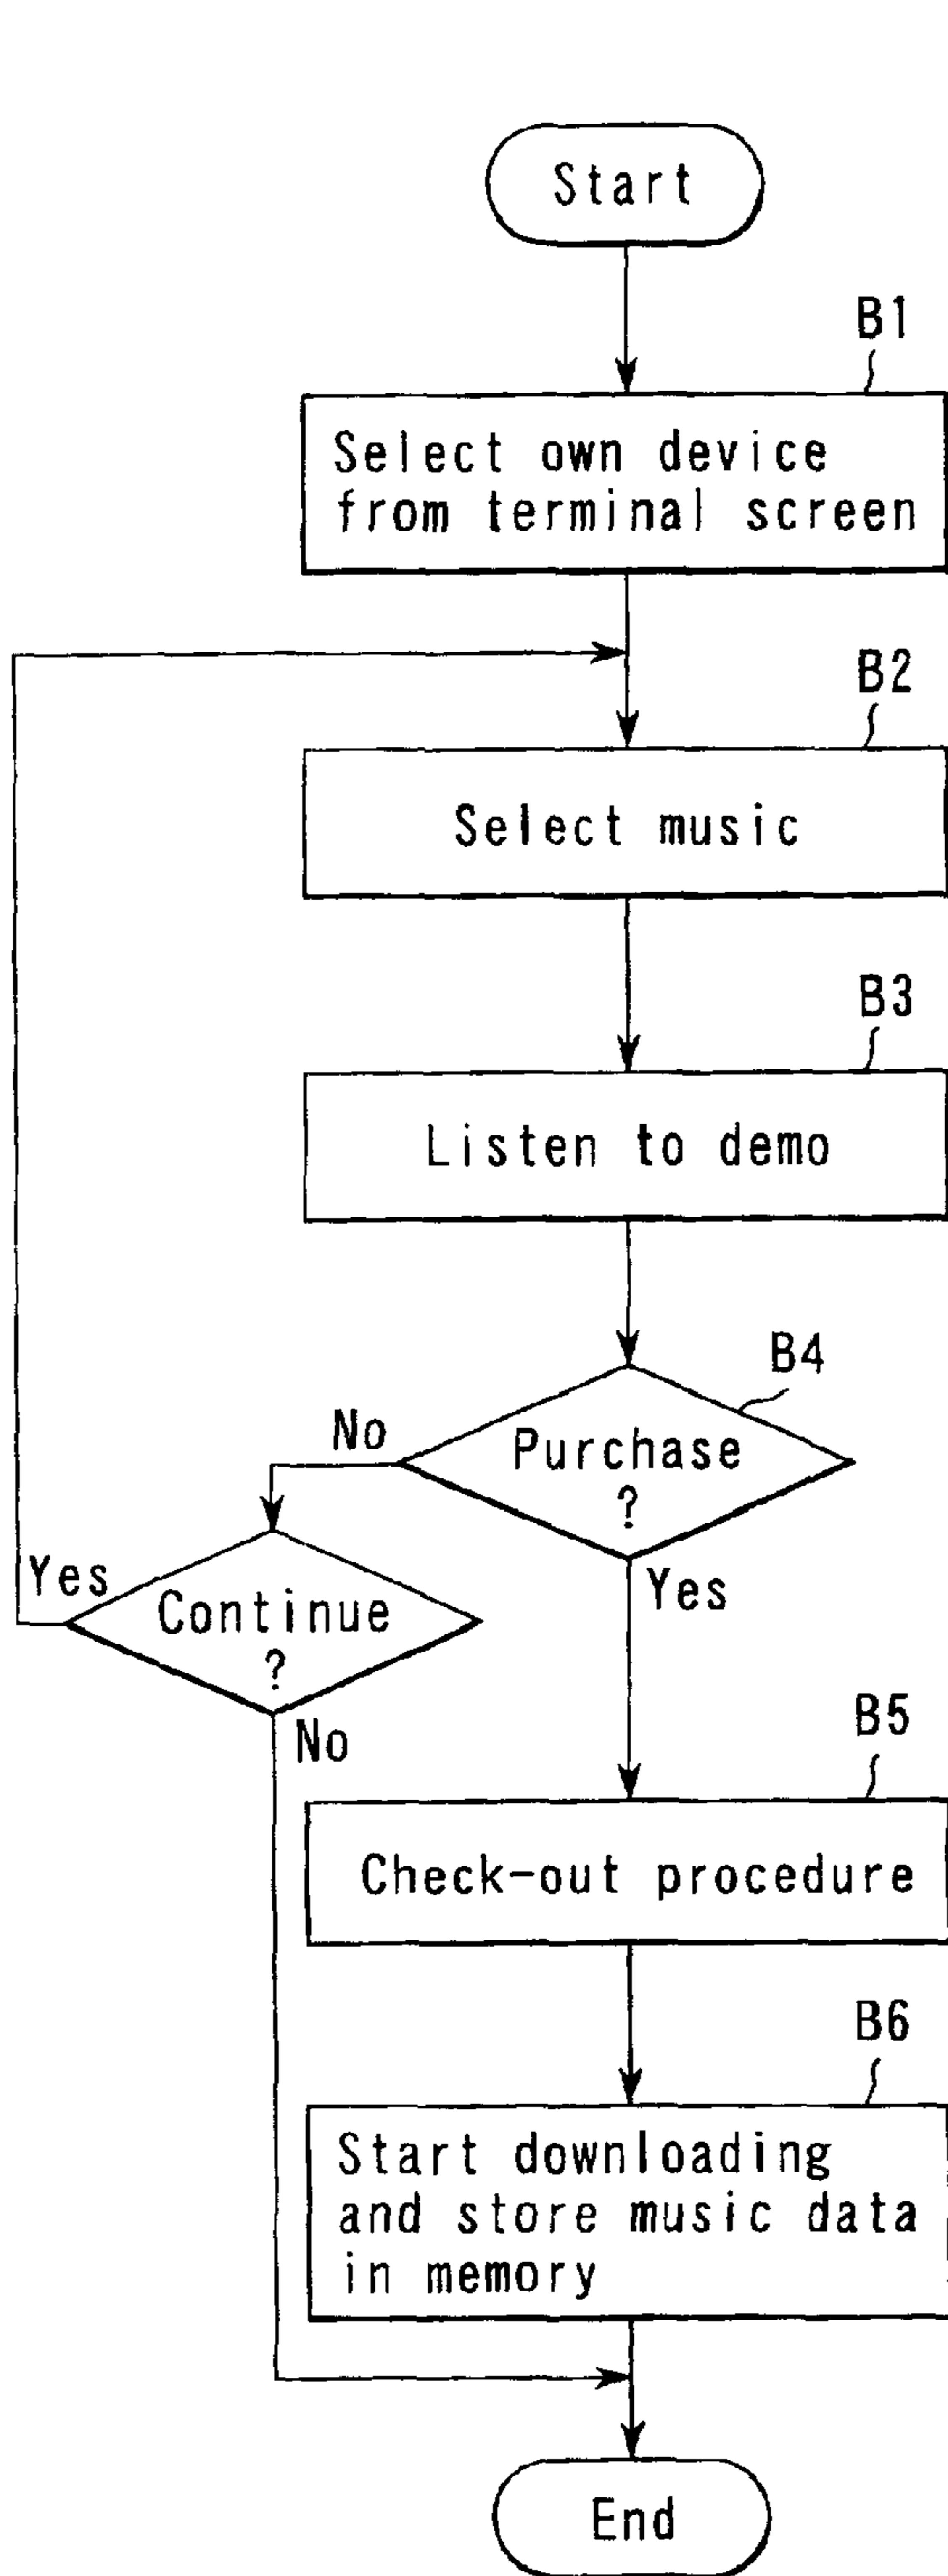 Start
B1
Select own device
from terminal screen
B2
Select music
B3
Listen to demo
B4
Purchase
?
No
Yes
Continue
?
Yes
No
B5
Check-out procedure
B6
Start downloading
and store music data
in memory
End